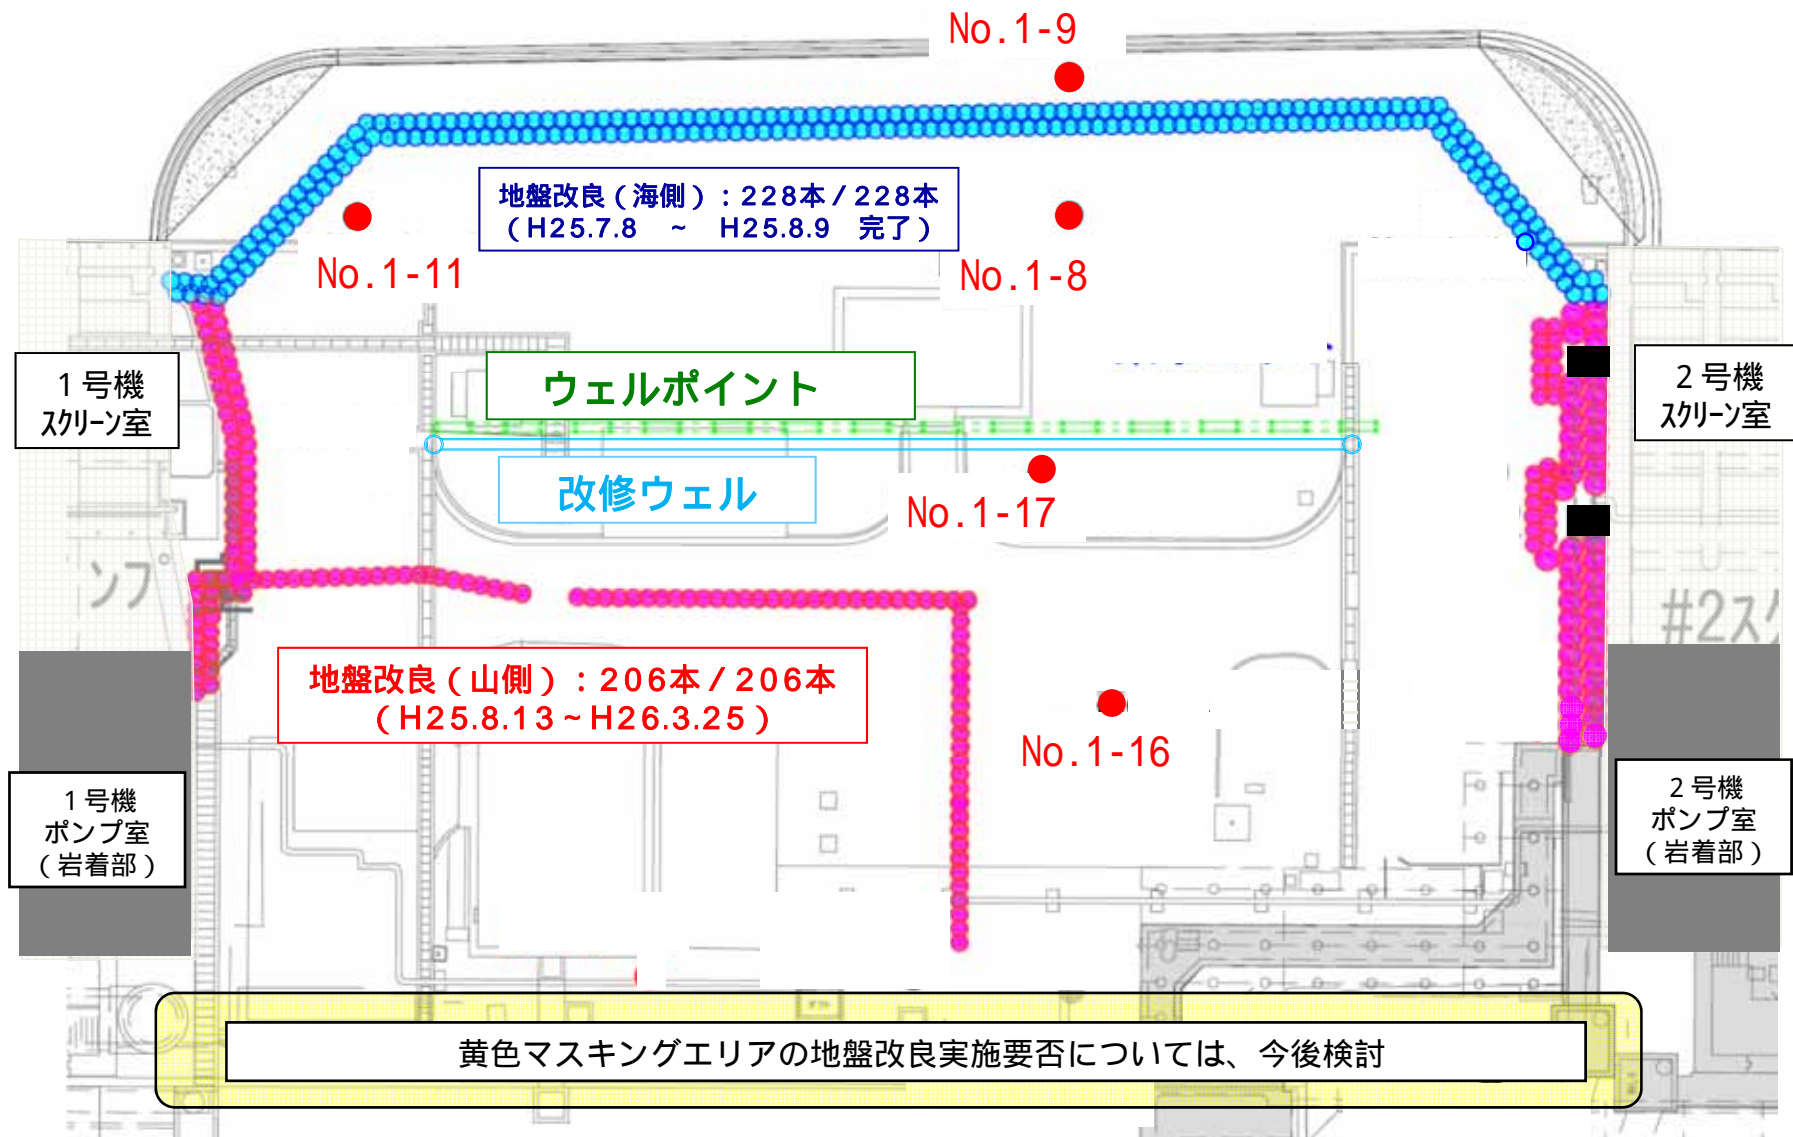 No.1-9
地盤改良（海側）：228本／228本
（H25.7.8　～　H25.8.9　完了）
No.1-11
No.1-8
1号機
スクリーン室
ウェルポイント
2号機
スクリーン室
改修ウェル
No.1-17
ンフ
#2スク
地盤改良（山側）：206本／206本
（H25.8.13～H26.3.25）
No.1-16
1号機
ポンプ室
（岩着部）
2号機
ポンプ室
（岩着部）
黄色マスキングエリアの地盤改良実施要否については、今後検討